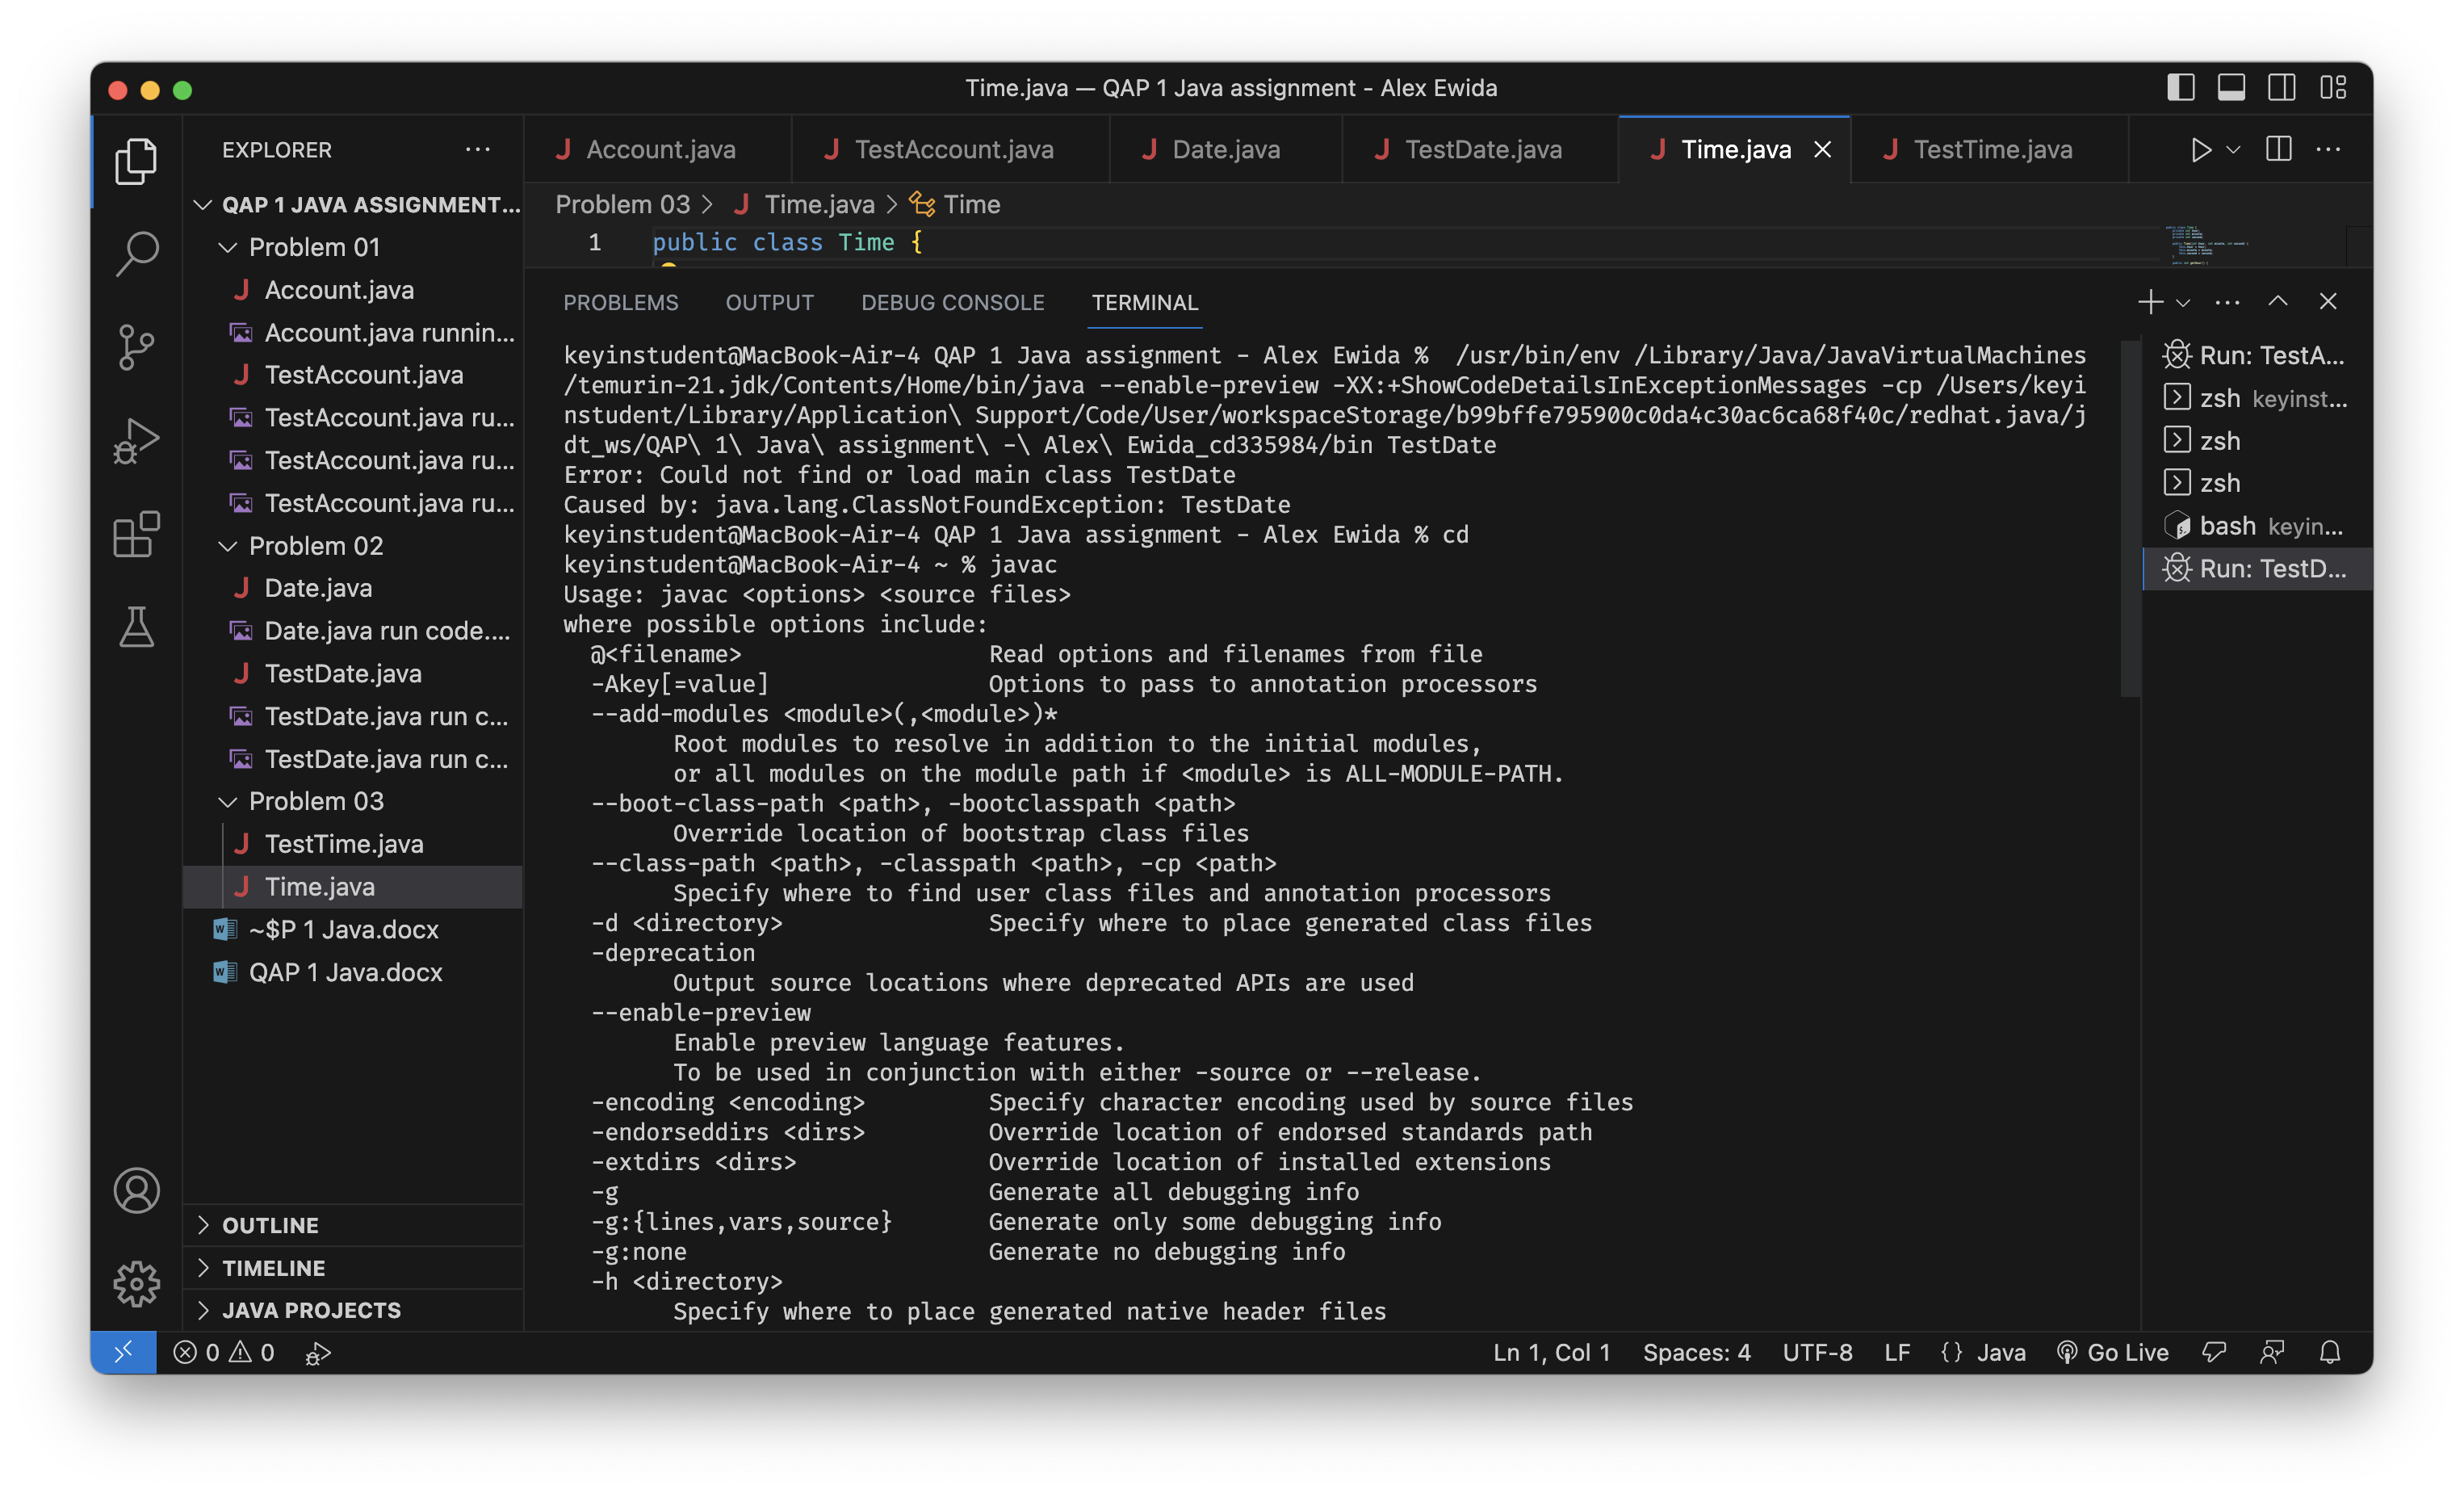 Time.java — QAP 1 Java assignment - Alex Ewida
EXPLORER
QAP 1 JAVA ASSIGNMENT...
Problem 01
Account.java
Account.java runnin...
TestAccount.java
TestAccount.java ru...
TestAccount.java ru...
TestAccount.java ru...
Problem 02
Date.java
Date.java run code....
TestDate.java
TestDate.java run c...
TestDate.java run c...
Problem 03
TestTime.java
Time.java
~$P 1 Java.docx
QAP 1 Java.docx
OUTLINE
TIMELINE
JAVA PROJECTS
Account.java
TestAccount.java
Date.java
TestDate.java
Time.java
TestTime.java
Problem 03 > Time.java > Time
1 public class Time {
PROBLEMS
OUTPUT
DEBUG CONSOLE
TERMINAL
keyinstudent@MacBook-Air-4 QAP 1 Java assignment - Alex Ewida %  /usr/bin/env /Library/Java/JavaVirtualMachines
/temurin-21.jdk/Contents/Home/bin/java --enable-preview -XX:+ShowCodeDetailsInExceptionMessages -cp /Users/keyi
nstudent/Library/Application\ Support/Code/User/workspaceStorage/b99bffe795900c0da4c30ac6ca68f40c/redhat.java/j
dt_ws/QAP\ 1\ Java\ assignment\ -\ Alex\ Ewida_cd335984/bin TestDate
Error: Could not find or load main class TestDate
Caused by: java.lang.ClassNotFoundException: TestDate
keyinstudent@MacBook-Air-4 QAP 1 Java assignment - Alex Ewida % cd
keyinstudent@MacBook-Air-4 ~ % javac
Usage: javac <options> <source files>
where possible options include:
@<filename> Read options and filenames from file
-Akey[=value] Options to pass to annotation processors
--add-modules <module>(,<module>)*
Root modules to resolve in addition to the initial modules,
or all modules on the module path if <module> is ALL-MODULE-PATH.
--boot-class-path <path>, -bootclasspath <path>
Override location of bootstrap class files
--class-path <path>, -classpath <path>, -cp <path>
Specify where to find user class files and annotation processors
-d <directory> Specify where to place generated class files
-deprecation
Output source locations where deprecated APIs are used
--enable-preview
Enable preview language features.
To be used in conjunction with either -source or --release.
-encoding <encoding> Specify character encoding used by source files
-endorseddirs <dirs> Override location of endorsed standards path
-extdirs <dirs> Override location of installed extensions
-g Generate all debugging info
-g:{lines,vars,source} Generate only some debugging info
-g:none Generate no debugging info
-h <directory>
Specify where to place generated native header files
Run: TestA...
zsh keyinst...
zsh
zsh
bash keyin...
Run: TestD...
0 0
Ln 1, Col 1
Spaces: 4
UTF-8
LF
{} Java
Go Live